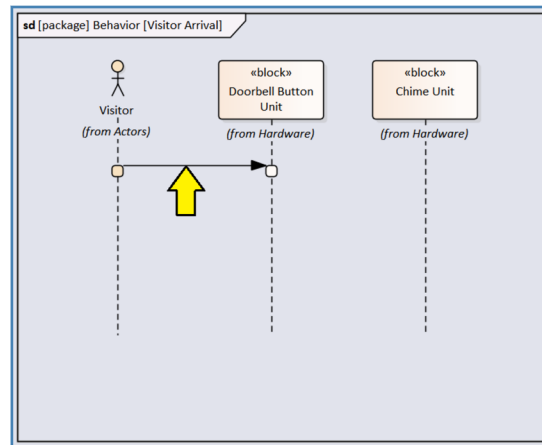 sd [package] Behavior [Visitor Arrival]
«block»
Doorbell Button
Unit
«block»
Chime Unit
Visitor
(from Actors)
(from Hardware)
(from Hardware)